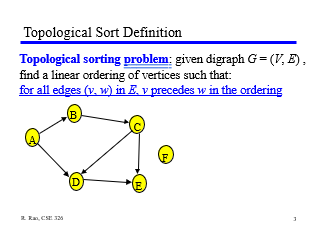 Topological Sort Definition
Topological sorting problem: given digraph G = (V, E) ,
find a linear ordering of vertices such that:
for all edges (v, w) in E, v precedes w in the ordering
B
C
A
F
D
E
R. Rao, CSE 326
3